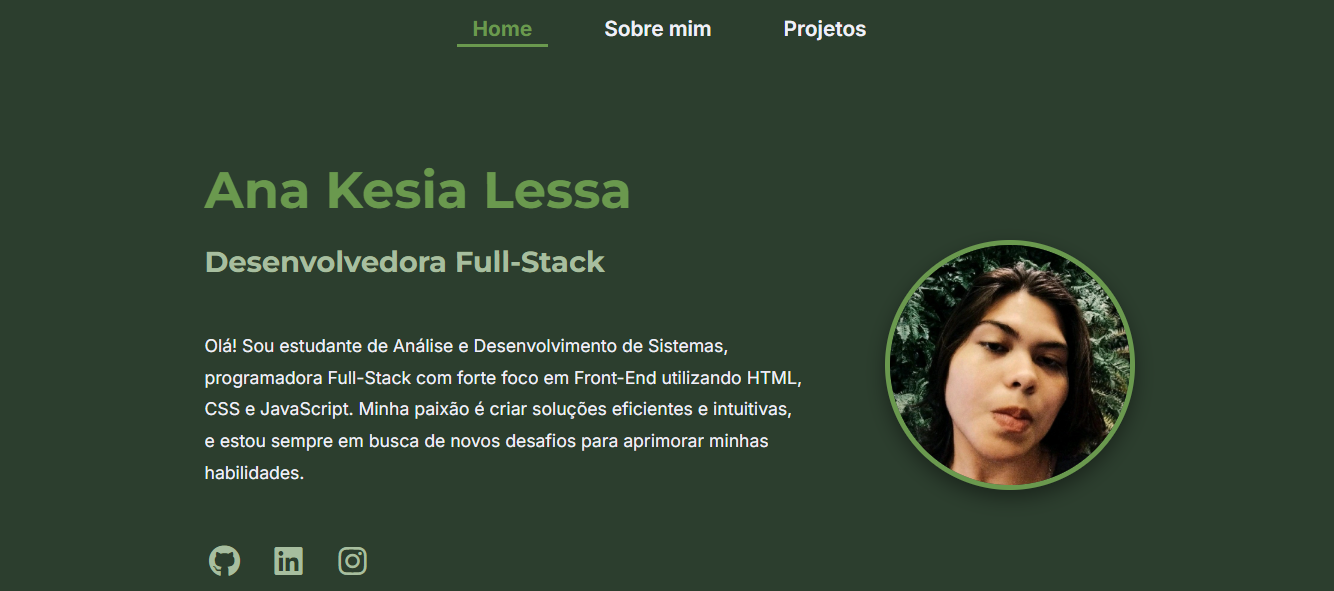 Home Sobre mim Projetos
Ana Kesia Lessa
Desenvolvedora Full-Stack
Olá! Sou estudante de Análise e Desenvolvimento de Sistemas,
programadora Full-Stack com forte foco em Front-End utilizando HTML,
CSS e JavaScript. Minha paixão é criar soluções eficientes e intuitivas,
e estou sempre em busca de novos desafios para aprimorar minhas
habilidades.
in